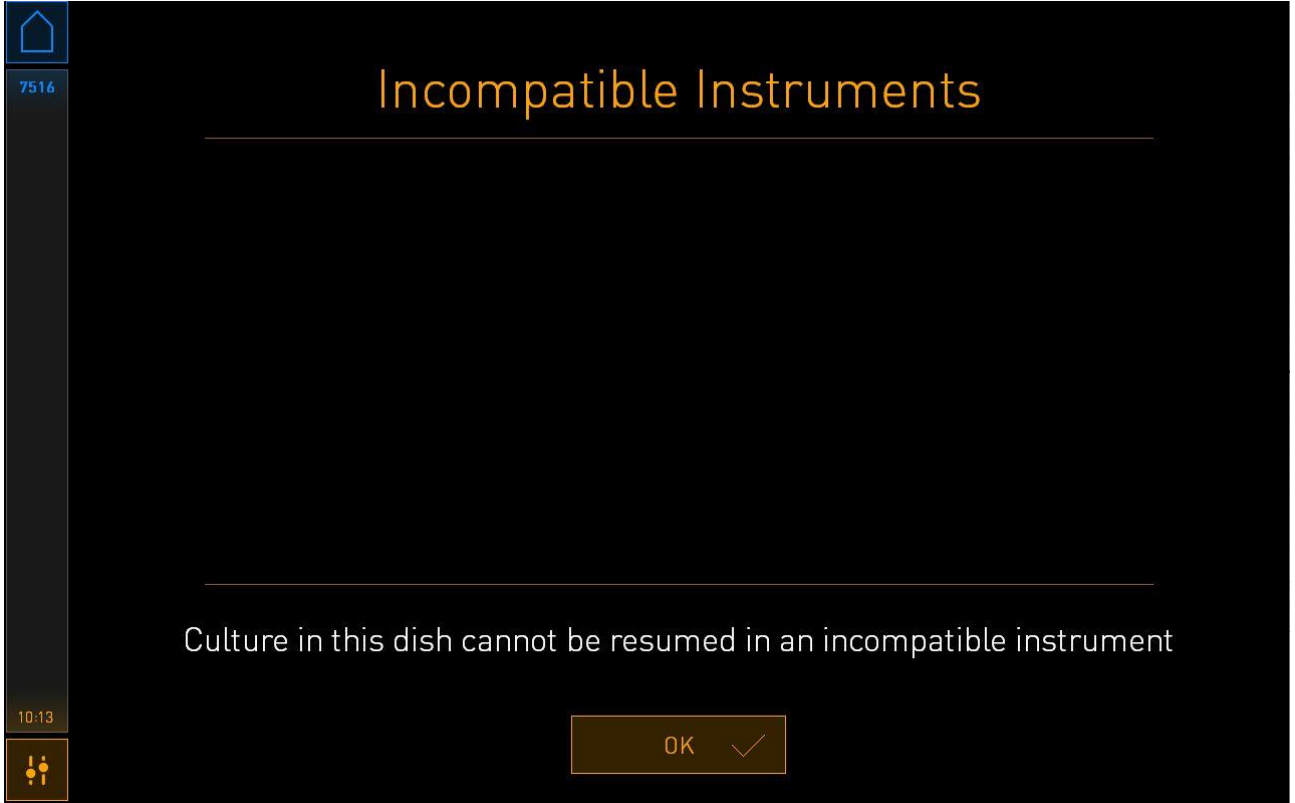 7516
Incompatible Instruments
Culture in this dish cannot be resumed in an incompatible instrument
10:13
OK